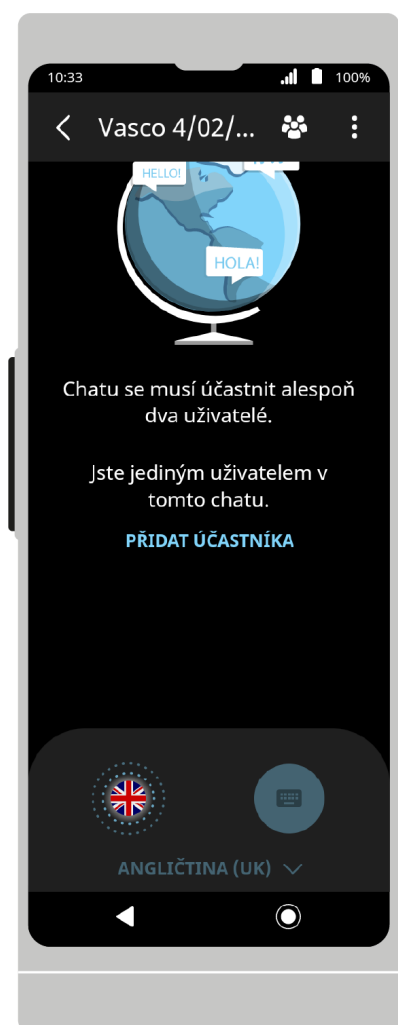 10:33
100%
Vasco 4/02/...
HELLO!
HOLA!
Chatu se musí účastnit alespoň
dva uživatelé.
Jste jediným uživatelem v
tomto chatu.
PŘIDAT ÚČASTNÍKA
ANGLIČTINA (UK)